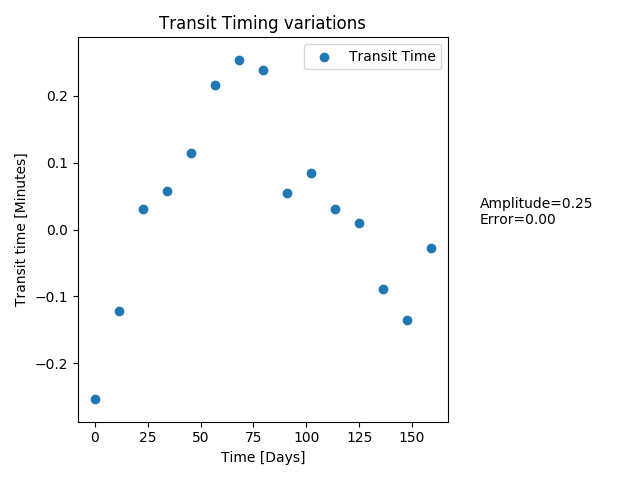 Transit Timing variations
Transit Time
0.2
0.1
0.0
−0.1
−0.2
Transit time [Minutes]
Amplitude=0.25
Error=0.00
0 25 50 75 100 125 150
Time [Days]